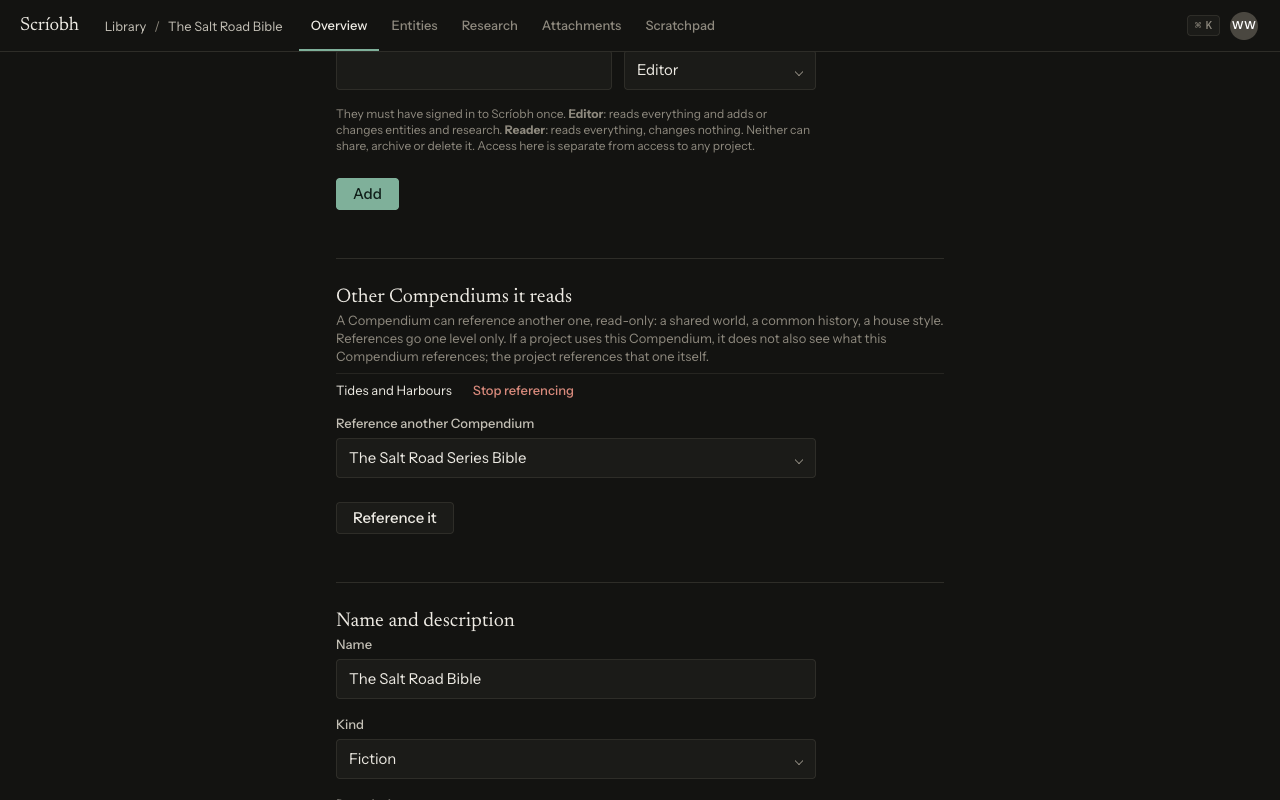 Scríobh
Library / The Salt Road Bible
Overview
Entities
Research
Attachments
Scratchpad
⌘ K
WW
Editor
They must have signed in to Scríobh once. Editor: reads everything and adds or
changes entities and research. Reader: reads everything, changes nothing. Neither can
share, archive or delete it. Access here is separate from access to any project.
Add
Other Compendiums it reads
A Compendium can reference another one, read-only: a shared world, a common history, a house style.
References go one level only. If a project uses this Compendium, it does not also see what this
Compendium references; the project references that one itself.
Tides and Harbours Stop referencing
Reference another Compendium
The Salt Road Series Bible
Reference it
Name and description
Name
The Salt Road Bible
Kind
Fiction